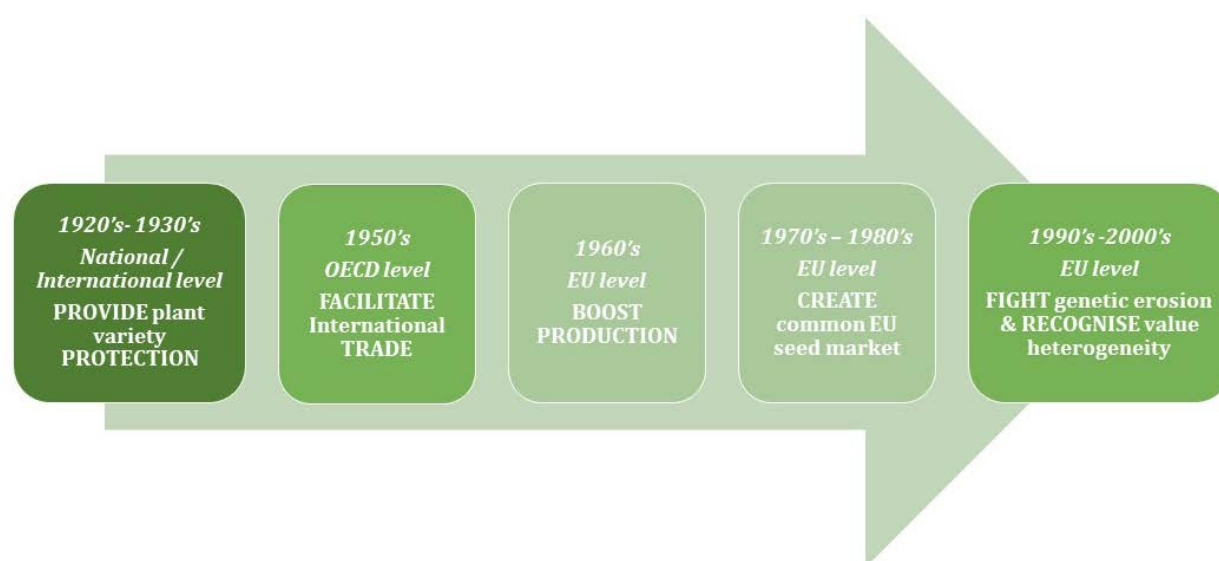 1920's- 1930's
National /
International level
PROVIDE plant
variety
PROTECTION
1950's
OECD level
FACILITATE
International
TRADE
1960's
EU level
BOOST
PRODUCTION
1970's – 1980's
EU level
CREATE
common EU
seed market
1990's -2000's
EU level
FIGHT genetic erosion
& RECOGNISE value
heterogeneity